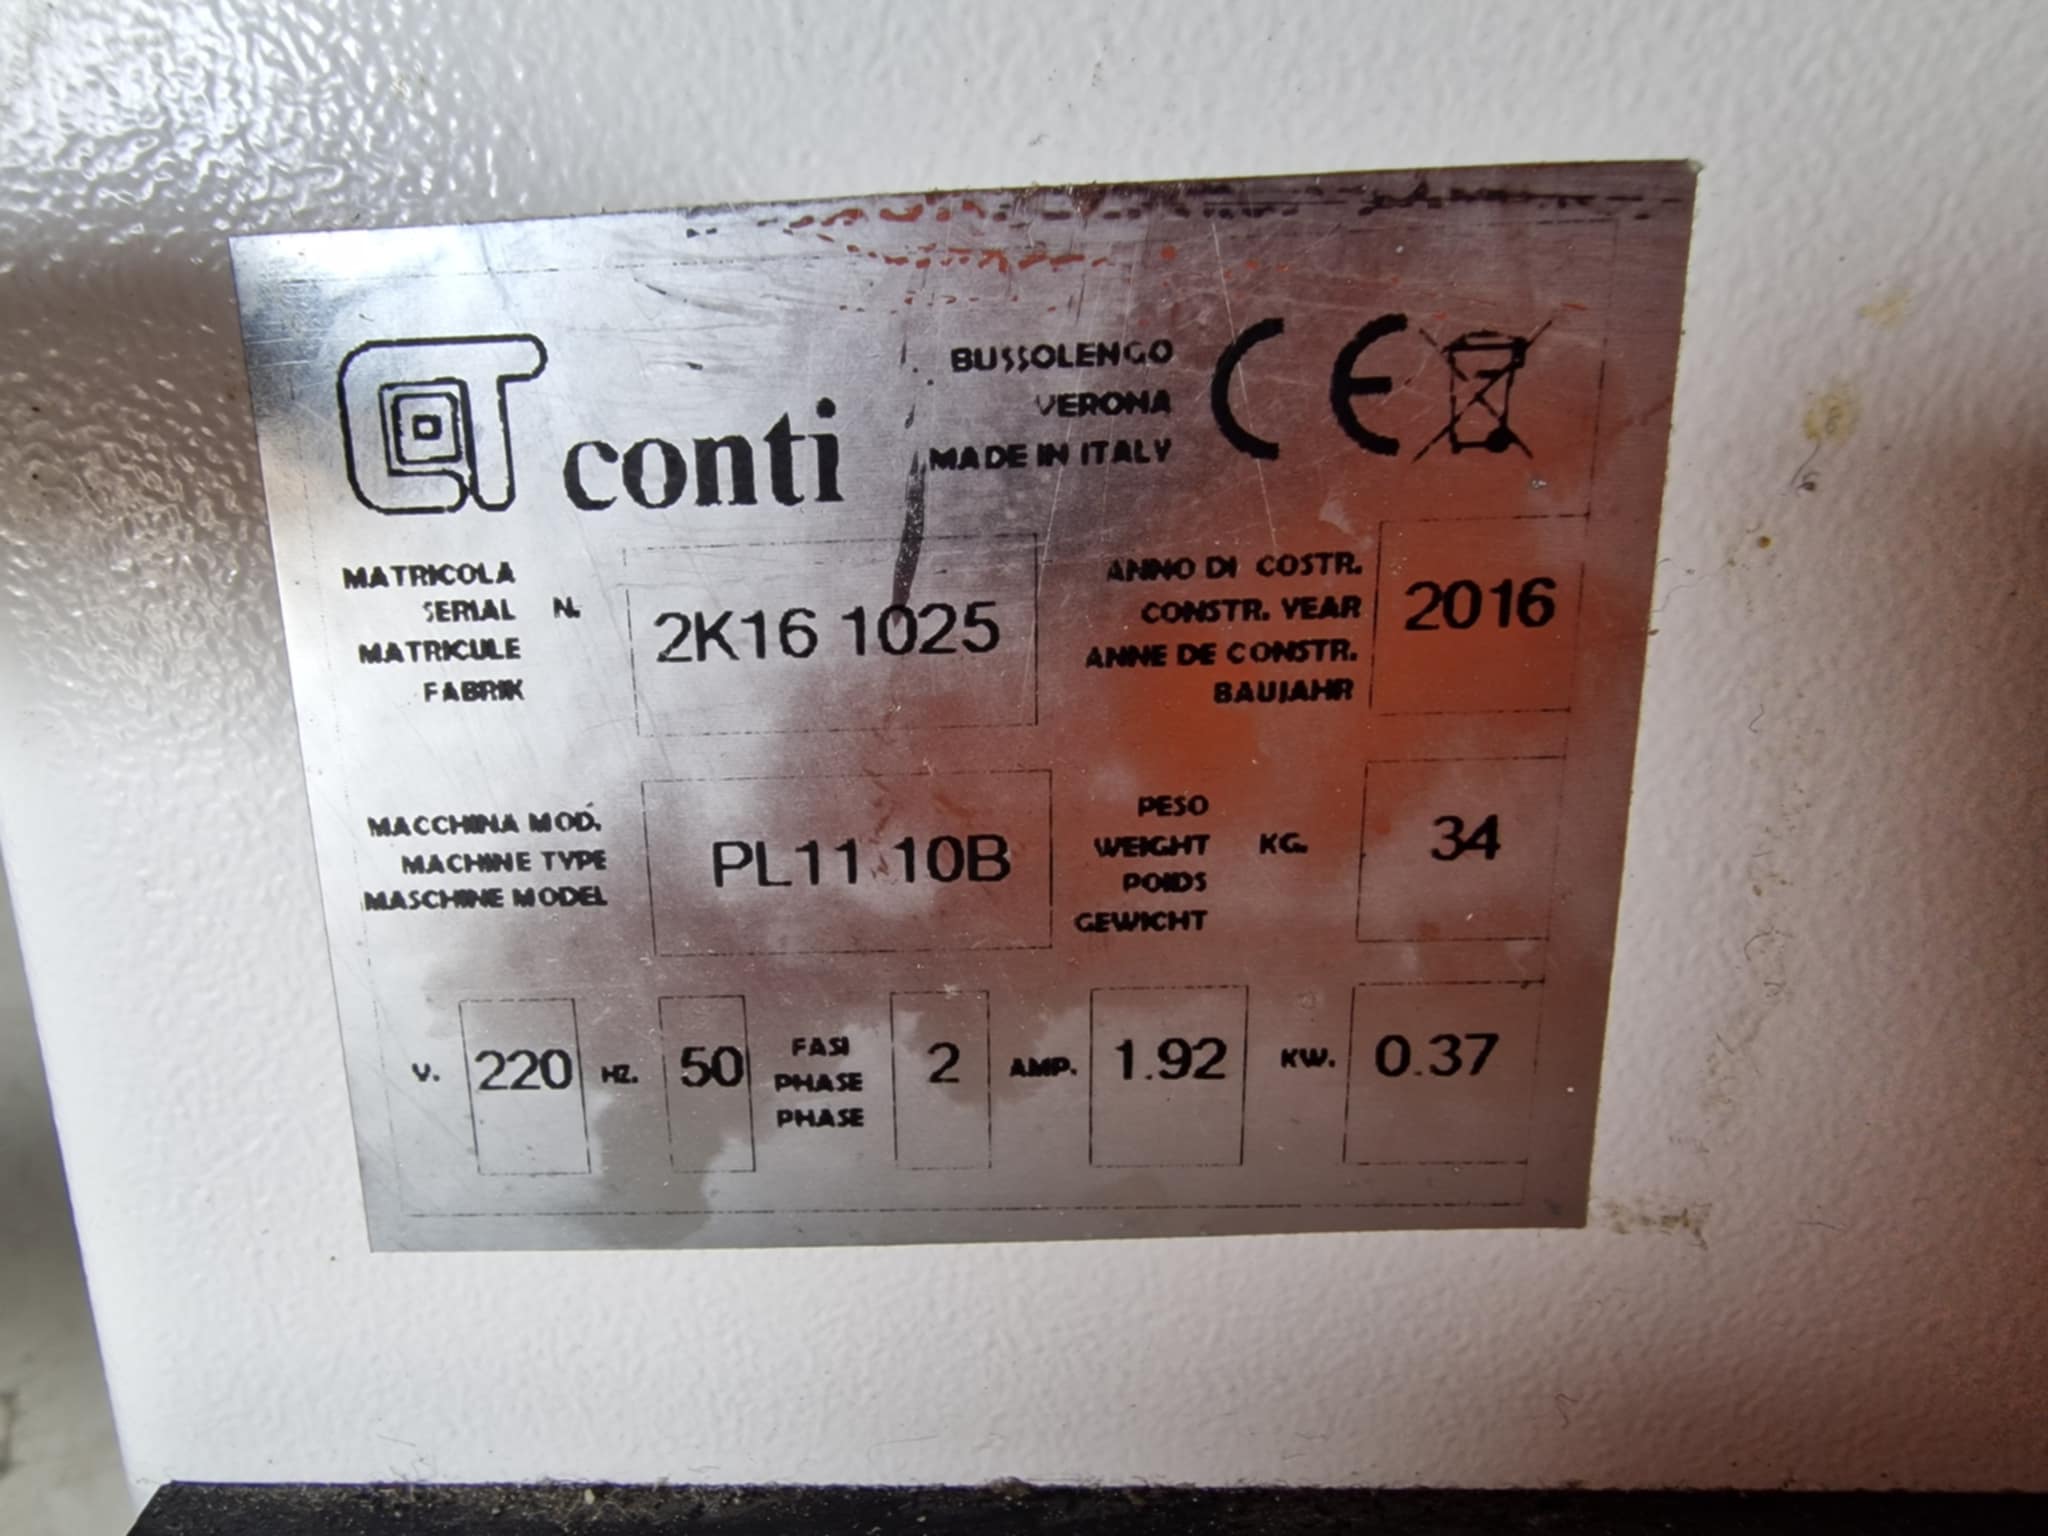 CT conti
BUSSOLENGO
VERONA
MADE IN ITALY
CE
MATRICOLA
SERIAL N.
MATRICULE
FABRIK
2K16 1025
ANNO DI COSTR.
CONSTR. YEAR
ANNE DE CONSTR.
BAUJAHR
2016
MACCHINA MOD.
MACHINE TYPE
MASCHINE MODEL
PL11 10B
PESO
WEIGHT KG.
POIDS
GEWICHT
34
V. 220 HZ. 50
FASI
PHASE
PHASE
2 AMP. 1.92 KW. 0.37